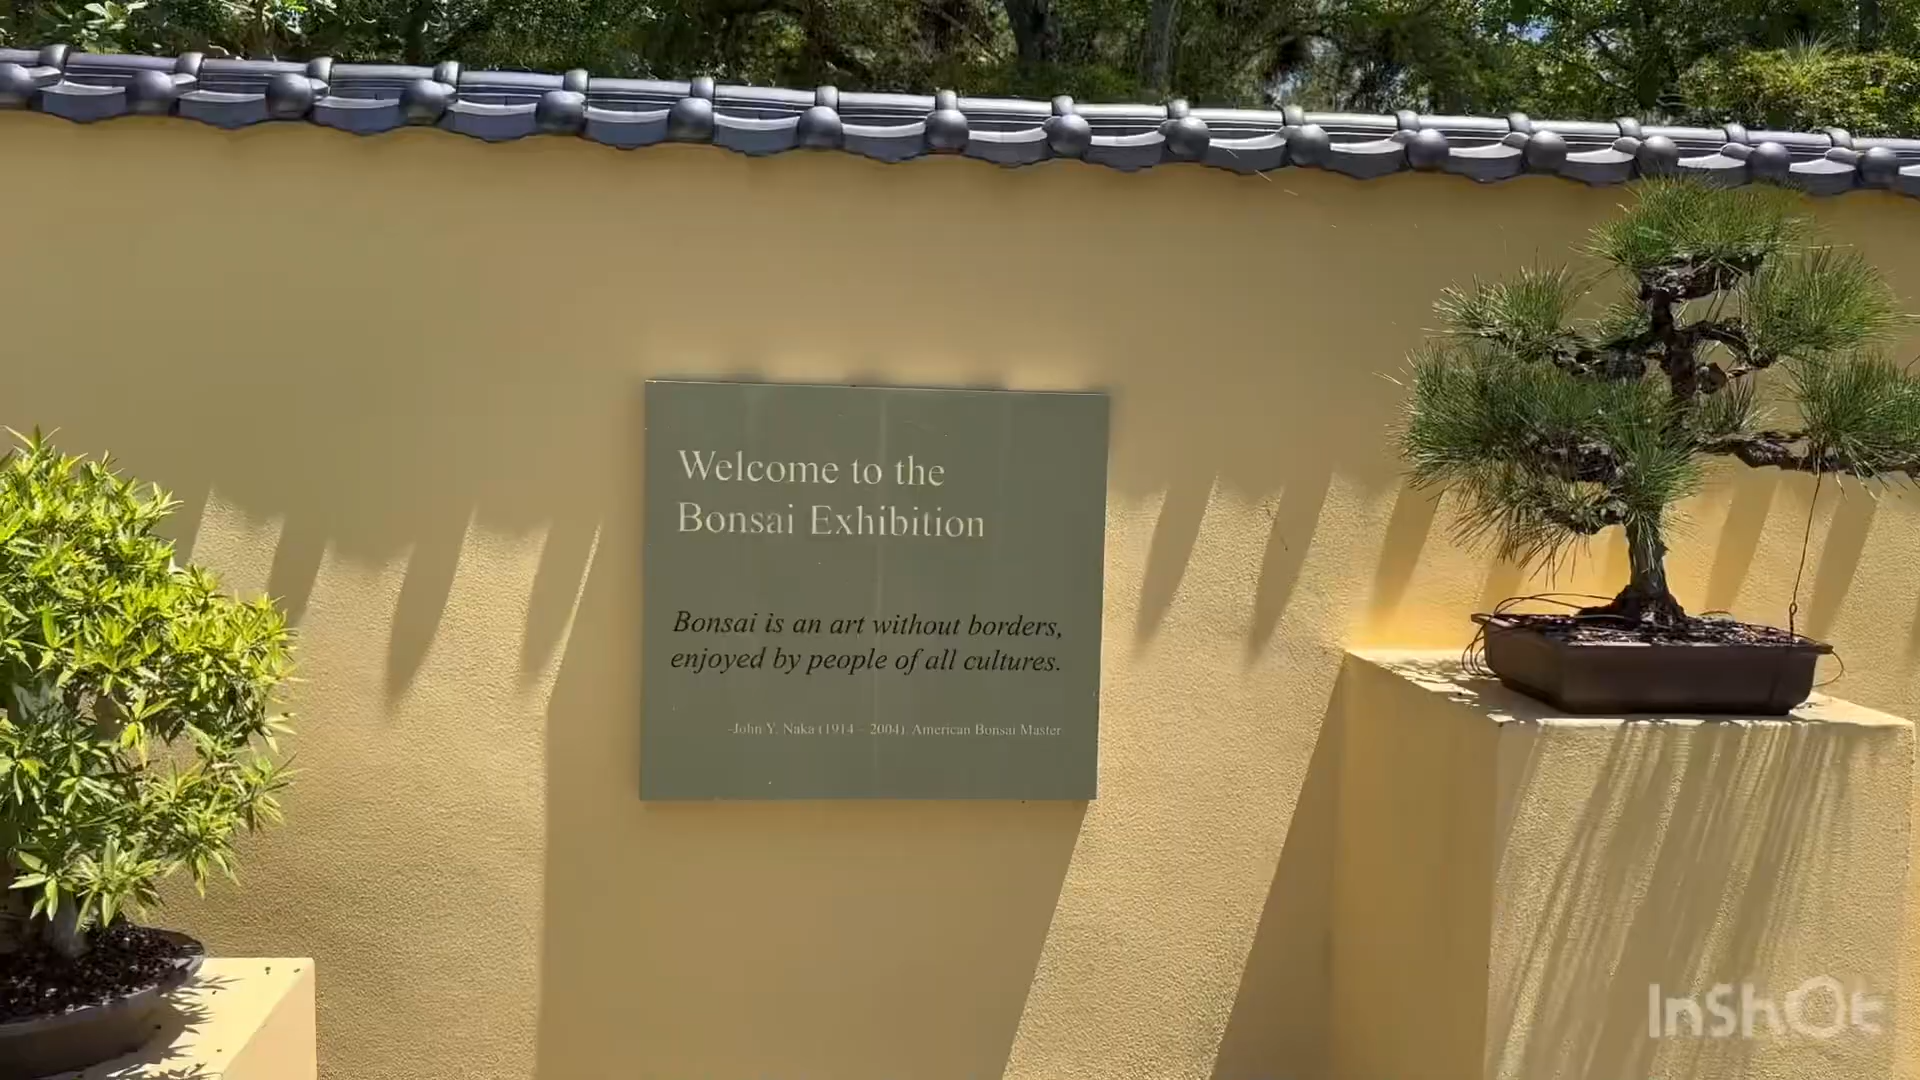 Welcome to the
Bonsai Exhibition
Bonsai is an art without borders,
enjoyed by people of all cultures.
-John Y. Naka (1914 - 2004), American Bonsai Master
InShOt